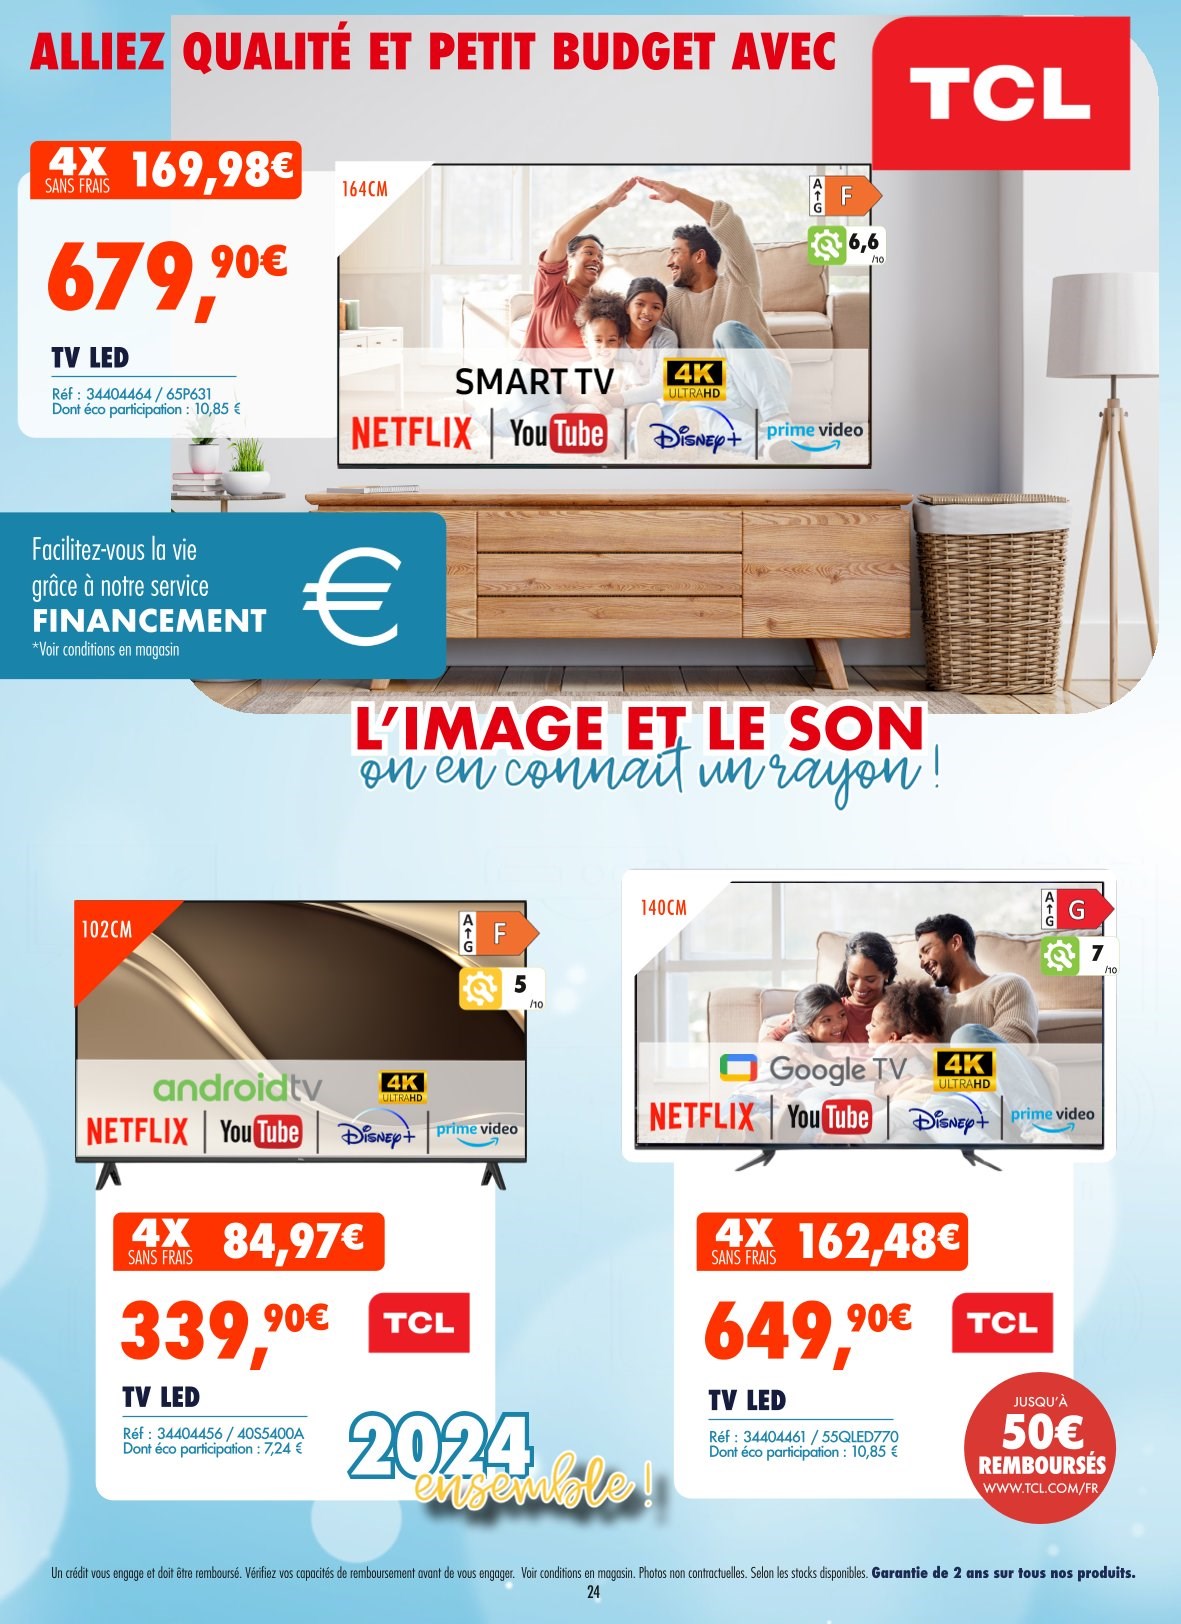 ALLIEZ QUALITÉ ET PETIT BUDGET AVEC
TCL
4X SANS FRAIS 169,98€
679,90€
TV LED
Réf : 34404464 / 65P631
Dont éco participation : 10,85 €
164CM
A
G
F
6,6
/10
SMART TV
4K
ULTRAHD
NETFLIX
YouTube
Disney+
prime video
Facilitez-vous la vie
grâce à notre service
FINANCEMENT
*Voir conditions en magasin
€
L'IMAGE ET LE SON
on en connait un rayon !
102CM
A
G
F
5
/10
androidtv
4K
ULTRAHD
NETFLIX
YouTube
Disney+
prime video
4X SANS FRAIS 84,97€
339,90€
TCL
TV LED
Réf : 34404456 / 40S5400A
Dont éco participation : 7,24 €
140CM
A
G
G
7
/10
Google TV
4K
ULTRAHD
NETFLIX
YouTube
Disney+
prime video
4X SANS FRAIS 162,48€
649,90€
TCL
TV LED
Réf : 34404461 / 55QLED770
Dont éco participation : 10,85 €
JUSQU'À
50€
REMBOURSÉS
WWW.TCL.COM/FR
2024
ensemble !
Un crédit vous engage et doit être remboursé. Vérifiez vos capacités de remboursement avant de vous engager. Voir conditions en magasin. Photos non contractuelles. Selon les stocks disponibles. Garantie de 2 ans sur tous nos produits.
24